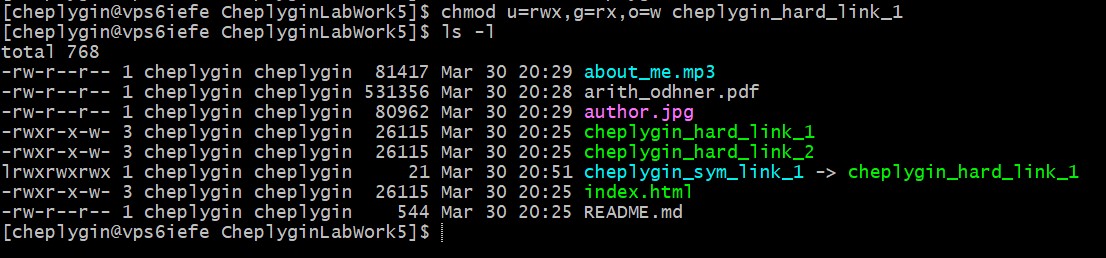 [cheplygin@vps6iefe CheplyginLabWork5]$ chmod u=rwx,g=rx,o=w cheplygin_hard_link_1
[cheplygin@vps6iefe CheplyginLabWork5]$ ls -l
total 768
-rw-r--r-- 1 cheplygin cheplygin  81417 Mar 30 20:29 about_me.mp3
-rw-r--r-- 1 cheplygin cheplygin 531356 Mar 30 20:28 arith_odhner.pdf
-rw-r--r-- 1 cheplygin cheplygin  80962 Mar 30 20:29 author.jpg
-rwxr-x-w- 3 cheplygin cheplygin  26115 Mar 30 20:25 cheplygin_hard_link_1
-rwxr-x-w- 3 cheplygin cheplygin  26115 Mar 30 20:25 cheplygin_hard_link_2
lrwxrwxrwx 1 cheplygin cheplygin     21 Mar 30 20:51 cheplygin_sym_link_1 -> cheplygin_hard_link_1
-rwxr-x-w- 3 cheplygin cheplygin  26115 Mar 30 20:25 index.html
-rw-r--r-- 1 cheplygin cheplygin    544 Mar 30 20:25 README.md
[cheplygin@vps6iefe CheplyginLabWork5]$